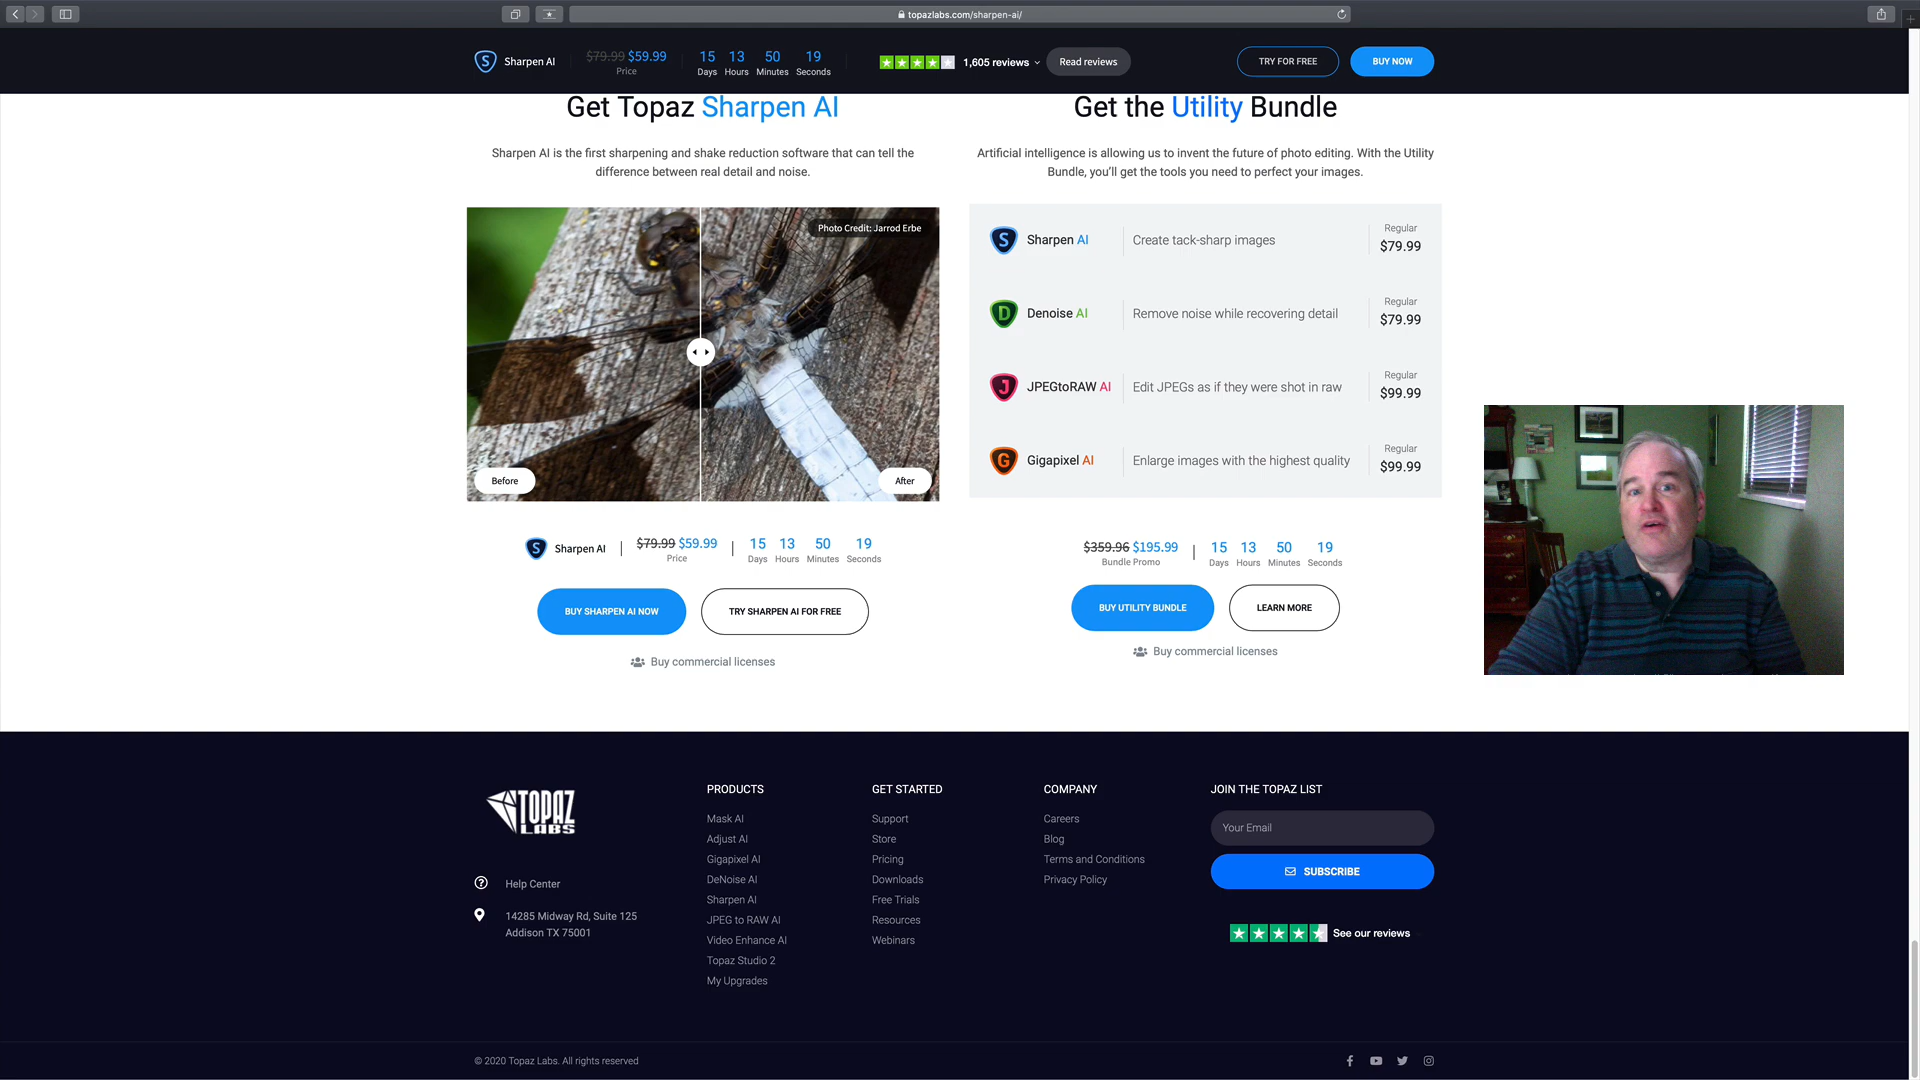 topazlabs.com/sharpen-ai/
Sharpen AI
$79.99 $59.99
Price
15 13 50 19
Days Hours Minutes Seconds
1,605 reviews
Read reviews
TRY FOR FREE
BUY NOW
Get Topaz Sharpen AI
Sharpen AI is the first sharpening and shake reduction software that can tell the
difference between real detail and noise.
Photo Credit: Jarrod Erbe
Before
After
Sharpen AI
$79.99 $59.99
Price
15 13 50 19
Days Hours Minutes Seconds
BUY SHARPEN AI NOW
TRY SHARPEN AI FOR FREE
Buy commercial licenses
Get the Utility Bundle
Artificial intelligence is allowing us to invent the future of photo editing. With the Utility
Bundle, you'll get the tools you need to perfect your images.
S Sharpen AI Create tack-sharp images
Regular
$79.99
D Denoise AI Remove noise while recovering detail
Regular
$79.99
J JPEGtoRAW AI Edit JPEGs as if they were shot in raw
Regular
$99.99
G Gigapixel AI Enlarge images with the highest quality
Regular
$99.99
$359.96 $195.99
Bundle Promo
15 13 50 19
Days Hours Minutes Seconds
BUY UTILITY BUNDLE
LEARN MORE
Buy commercial licenses
TOPAZ
LABS
Help Center
14285 Midway Rd, Suite 125
Addison TX 75001
PRODUCTS
Mask AI
Adjust AI
Gigapixel AI
DeNoise AI
Sharpen AI
JPEG to RAW AI
Video Enhance AI
Topaz Studio 2
My Upgrades
GET STARTED
Support
Store
Pricing
Downloads
Free Trials
Resources
Webinars
COMPANY
Careers
Blog
Terms and Conditions
Privacy Policy
JOIN THE TOPAZ LIST
Your Email
SUBSCRIBE
See our reviews
© 2020 Topaz Labs. All rights reserved